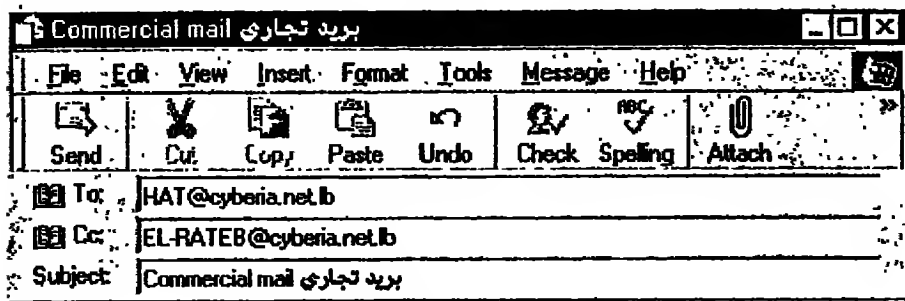 Commercial mail بريد تجاري
File Edit View Insert Format Tools Message Help
Send Cut Copy Paste Undo Check Spelling Attach »
To: HAT@cyberia.net.lb
Cc: EL-RATEB@cyberia.net.lb
Subject: Commercial mail بريد تجاري